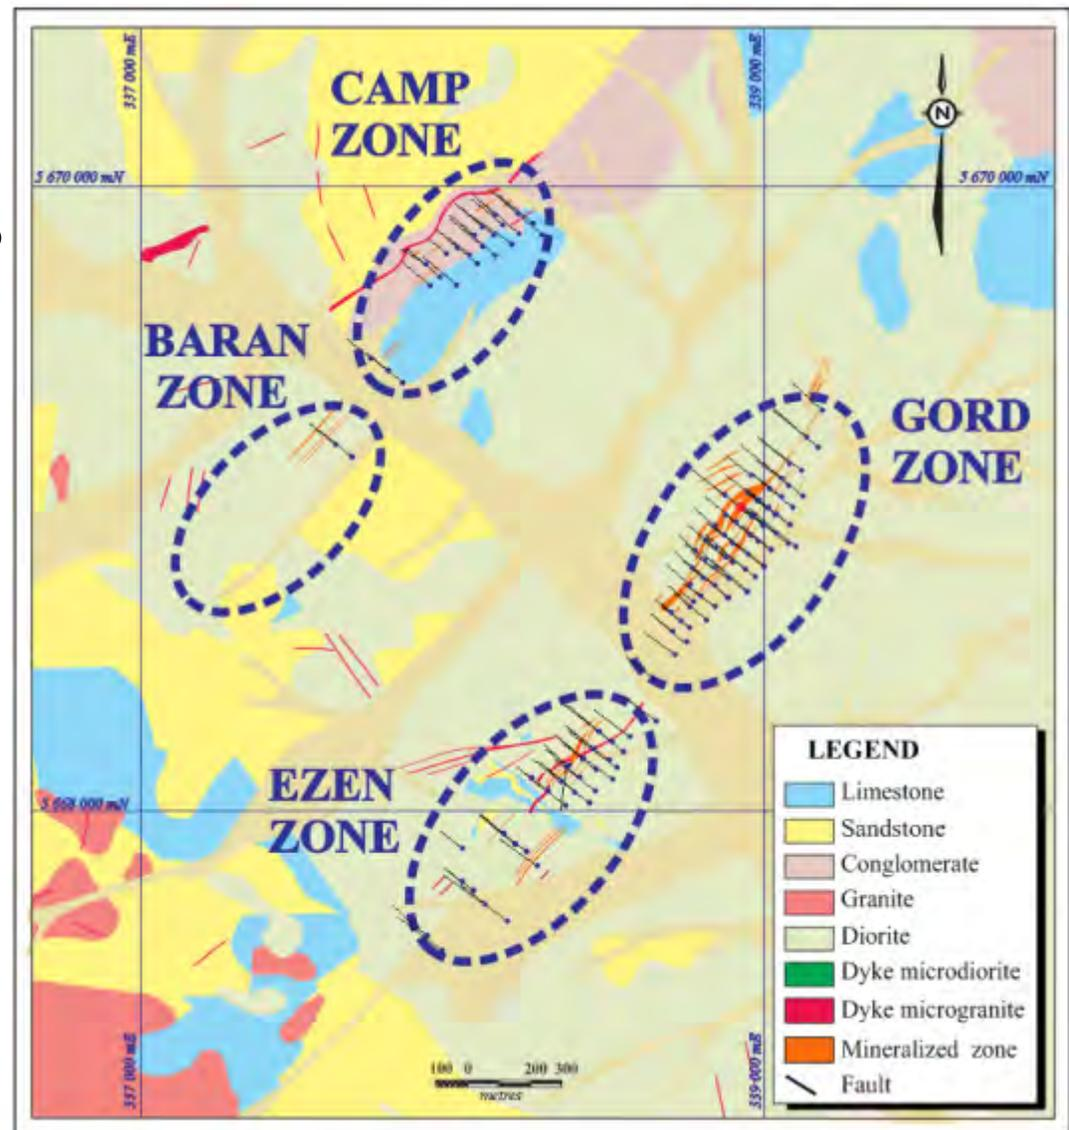 337 000 mE
339 000 mE
CAMP
ZONE
N
5 670 000 mN
5 670 000 mN
BARAN
ZONE
GORD
ZONE
EZEN
ZONE
5 668 000 mN
337 000 mE
339 000 mE
100 0 200 300
metres
LEGEND
Limestone
Sandstone
Conglomerate
Granite
Diorite
Dyke microdiorite
Dyke microgranite
Mineralized zone
Fault